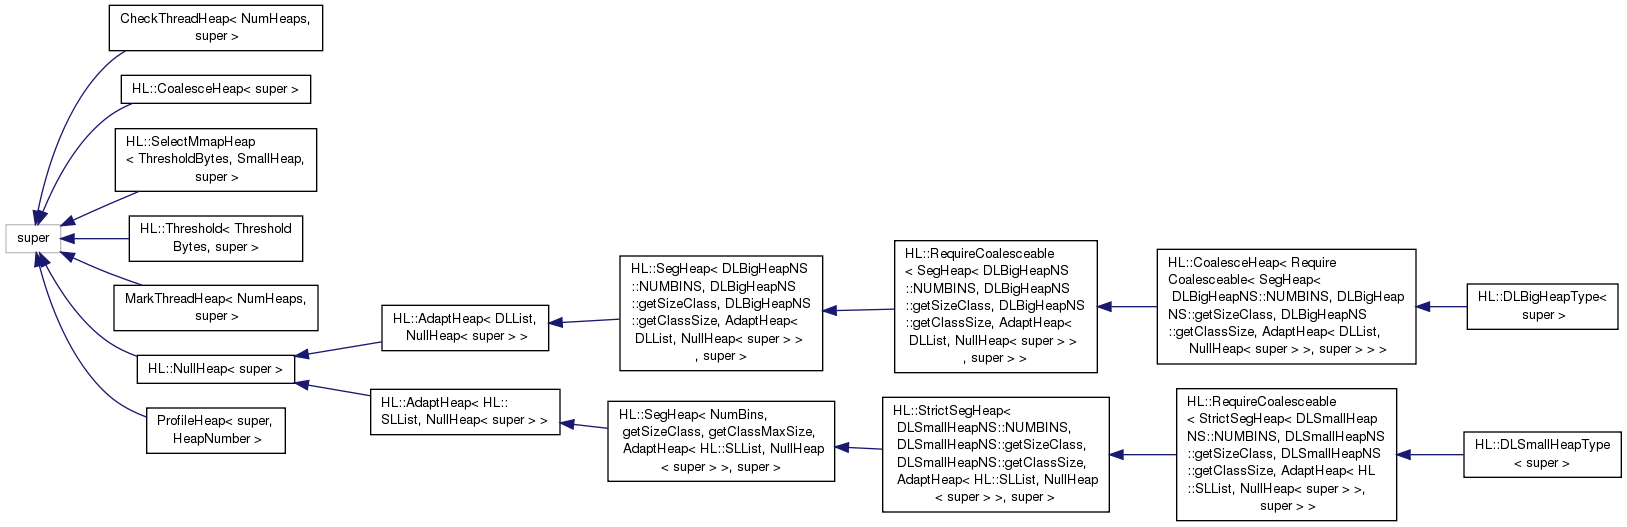 CheckThreadHeap< NumHeaps,
super >
HL::CoalesceHeap< super >
HL::SelectMmapHeap
< ThresholdBytes, SmallHeap,
super >
super
HL::Threshold< Threshold
Bytes, super >
MarkThreadHeap< NumHeaps,
super >
HL::NullHeap< super >
ProfileHeap< super,
HeapNumber >
HL::AdaptHeap< DLList,
NullHeap< super > >
HL::SegHeap< DLBigHeapNS
::NUMBINS, DLBigHeapNS
::getSizeClass, DLBigHeapNS
::getClassSize, AdaptHeap<
DLList, NullHeap< super > >
, super >
HL::RequireCoalesceable
< SegHeap< DLBigHeapNS
::NUMBINS, DLBigHeapNS
::getSizeClass, DLBigHeapNS
::getClassSize, AdaptHeap<
DLList, NullHeap< super > >
, super > >
HL::CoalesceHeap< Require
Coalesceable< SegHeap<
DLBigHeapNS::NUMBINS, DLBigHeap
NS::getSizeClass, DLBigHeapNS
::getClassSize, AdaptHeap< DLList,
NullHeap< super > >, super > > >
HL::DLBigHeapType<
super >
HL::AdaptHeap< HL::
SLList, NullHeap< super > >
HL::SegHeap< NumBins,
getSizeClass, getClassMaxSize,
AdaptHeap< HL::SLList, NullHeap
< super > >, super >
HL::StrictSegHeap<
DLSmallHeapNS::NUMBINS,
DLSmallHeapNS::getSizeClass,
DLSmallHeapNS::getClassSize,
AdaptHeap< HL::SLList, NullHeap
< super > >, super >
HL::RequireCoalesceable
< StrictSegHeap< DLSmallHeap
NS::NUMBINS, DLSmallHeapNS
::getSizeClass, DLSmallHeapNS
::getClassSize, AdaptHeap< HL
::SLList, NullHeap< super > >,
super > >
HL::DLSmallHeapType
< super >